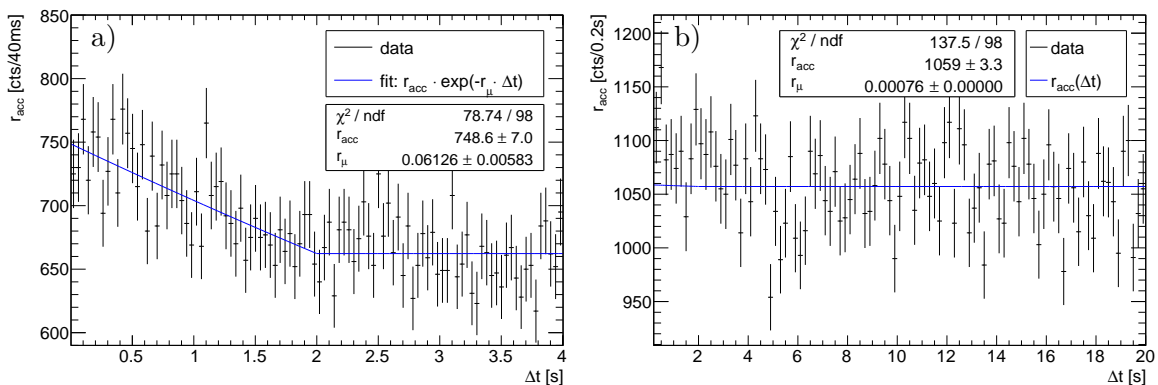 a)
r_acc [cts/40ms]
850
800
750
700
650
600
data
fit: r_acc · exp(-r_μ · Δt)
χ² / ndf 78.74 / 98
r_acc 748.6 ± 7.0
r_μ 0.06126 ± 0.00583
0.5 1 1.5 2 2.5 3 3.5 4
Δt [s]
b)
r_acc [cts/0.2s]
1200
1150
1100
1050
1000
950
χ² / ndf 137.5 / 98
r_acc 1059 ± 3.3
r_μ 0.00076 ± 0.00000
data
r_acc(Δt)
2 4 6 8 10 12 14 16 18 20
Δt [s]